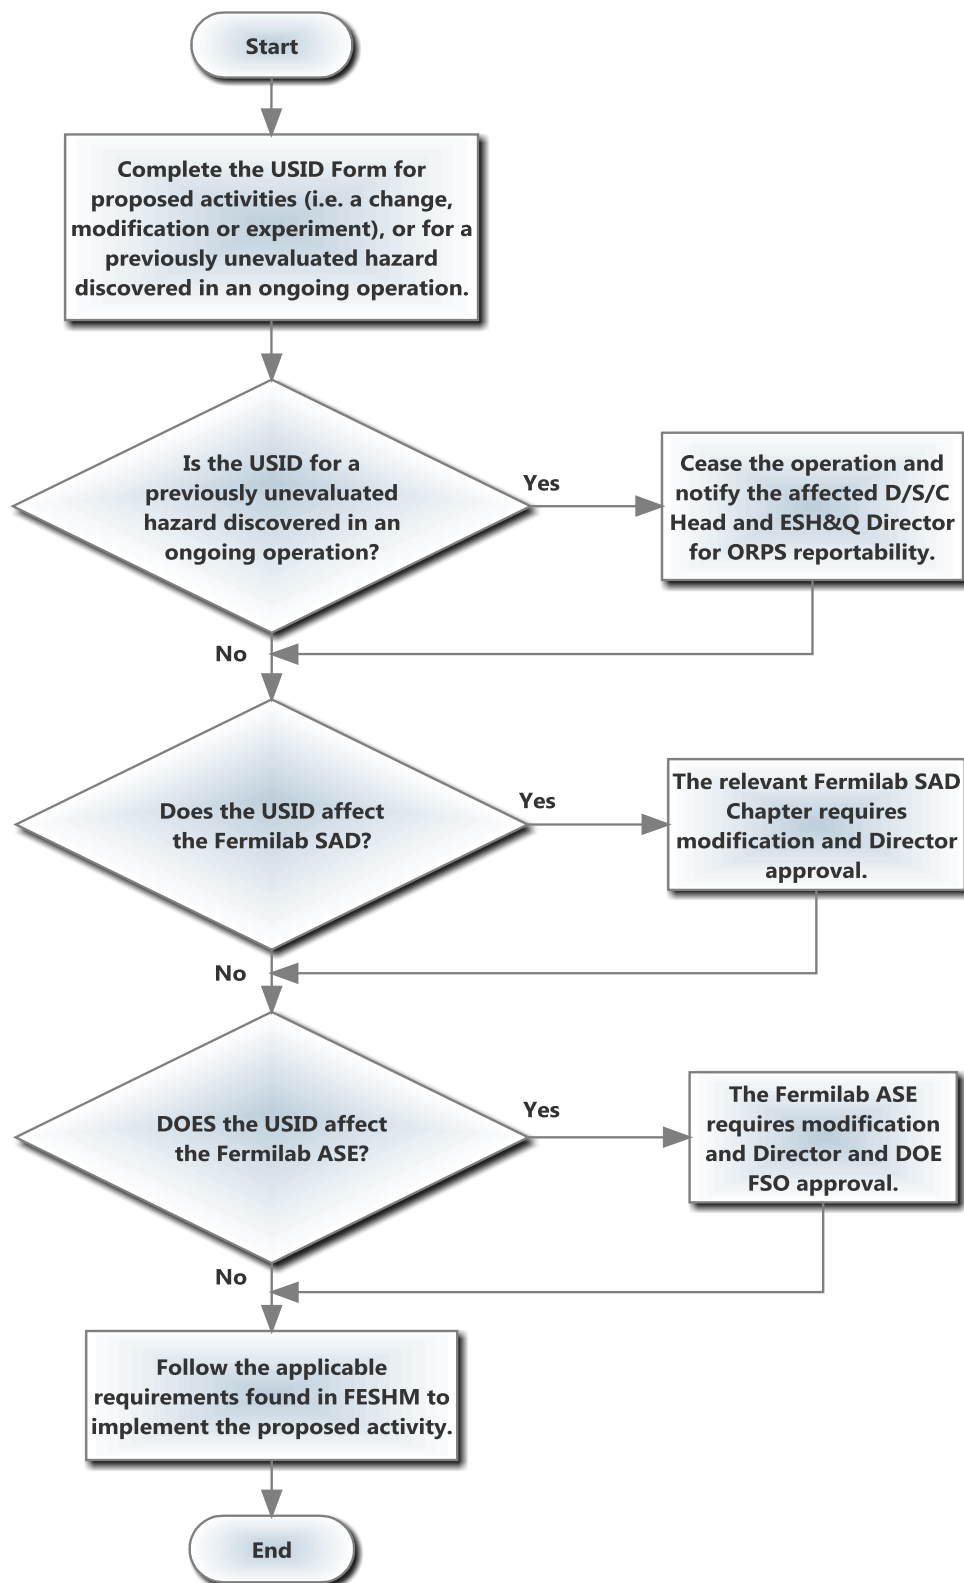 Start
Complete the USID Form for
proposed activities (i.e. a change,
modification or experiment), or for a
previously unevaluated hazard
discovered in an ongoing operation.
Is the USID for a
previously unevaluated
hazard discovered in an
ongoing operation?
Yes
Cease the operation and
notify the affected D/S/C
Head and ESH&Q Director
for ORPS reportability.
No
Does the USID affect
the Fermilab SAD?
Yes
The relevant Fermilab SAD
Chapter requires
modification and Director
approval.
No
DOES the USID affect
the Fermilab ASE?
Yes
The Fermilab ASE
requires modification
and Director and DOE
FSO approval.
No
Follow the applicable
requirements found in FESHM to
implement the proposed activity.
End